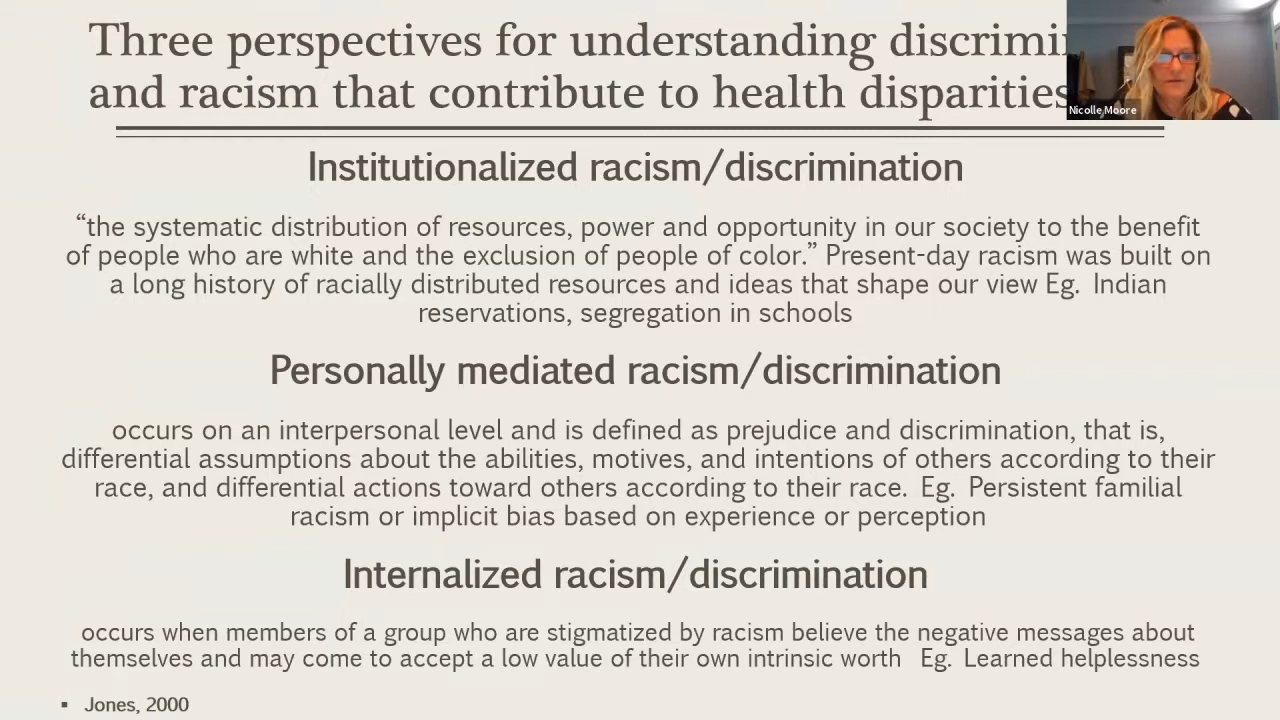 Three perspectives for understanding discrimi
and racism that contribute to health disparities
Nicolle Moore
Institutionalized racism/discrimination
“the systematic distribution of resources, power and opportunity in our society to the benefit
of people who are white and the exclusion of people of color.” Present-day racism was built on
a long history of racially distributed resources and ideas that shape our view Eg. Indian
reservations, segregation in schools
Personally mediated racism/discrimination
occurs on an interpersonal level and is defined as prejudice and discrimination, that is,
differential assumptions about the abilities, motives, and intentions of others according to their
race, and differential actions toward others according to their race. Eg. Persistent familial
racism or implicit bias based on experience or perception
Internalized racism/discrimination
occurs when members of a group who are stigmatized by racism believe the negative messages about
themselves and may come to accept a low value of their own intrinsic worth Eg. Learned helplessness
▪ Jones, 2000